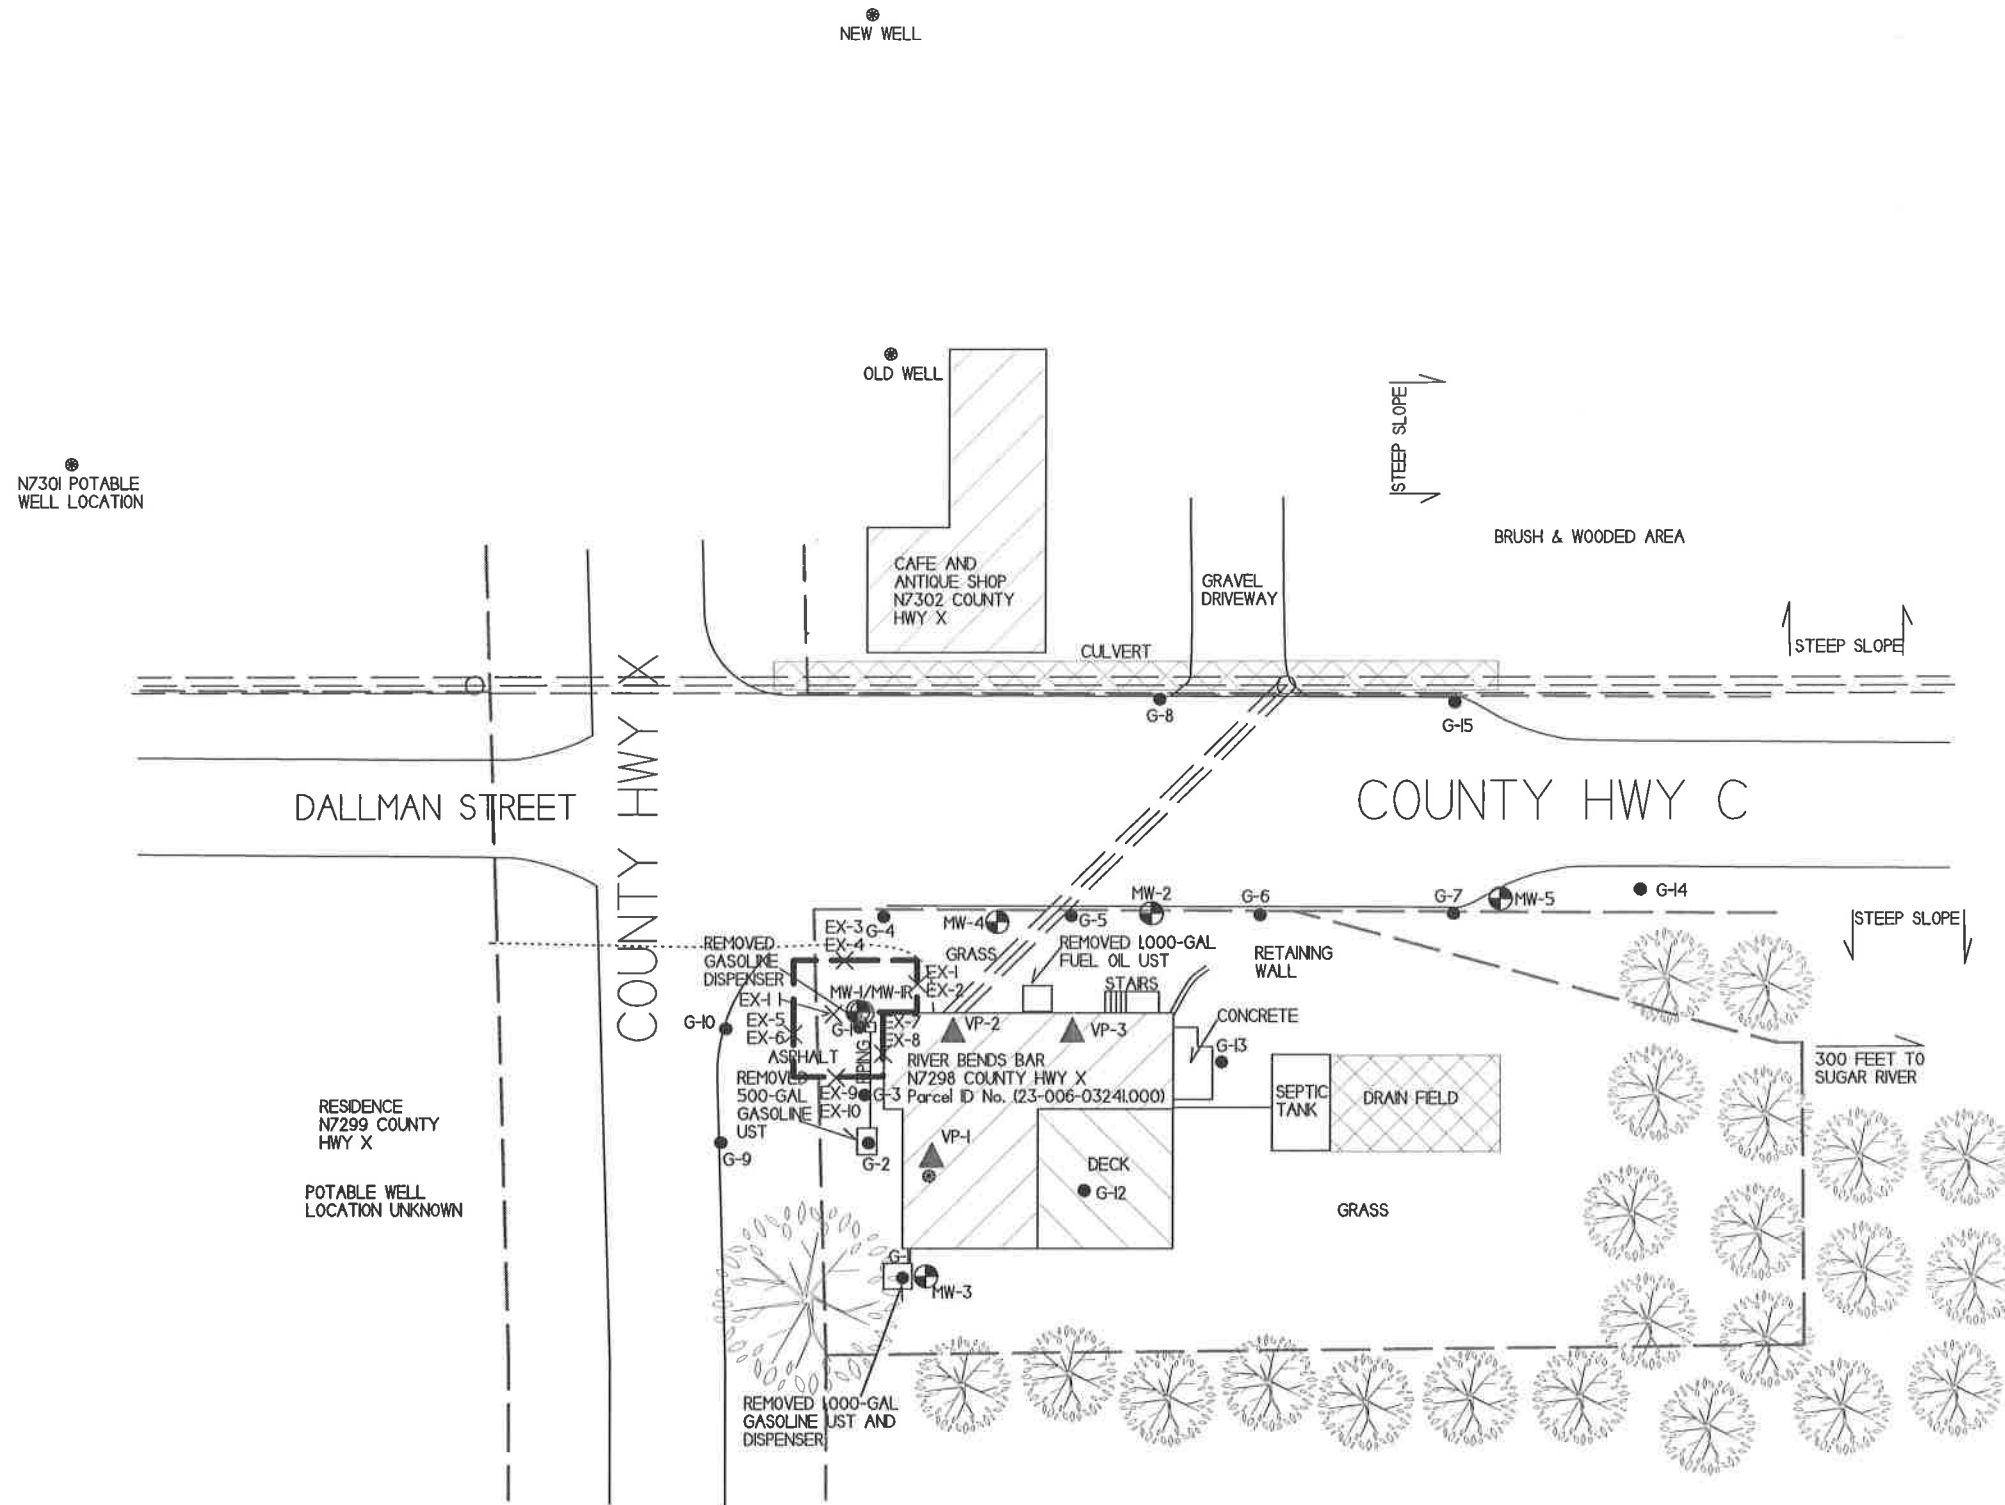 NEW WELL
OLD WELL
N7301 POTABLE
WELL LOCATION
STEEP SLOPE
BRUSH & WOODED AREA
CAFE AND
ANTIQUE SHOP
N7302 COUNTY
HWY X
GRAVEL
DRIVEWAY
CULVERT
STEEP SLOPE
G-8
G-15
DALLMAN STREET
COUNTY HWY X
COUNTY HWY C
MW-2
G-6
G-7
MW-5
G-14
MW-4
G-5
EX-3
G-4
EX-4
STEEP SLOPE
REMOVED
GASOLINE
DISPENSER
GRASS
REMOVED 1,000-GAL
FUEL OIL UST
RETAINING
WALL
EX-1
EX-2
STAIRS
MW-1/MW-1R
EX-11
EX-5
EX-6
G-10
EX-7
EX-8
VP-2
VP-3
CONCRETE
G-13
ASPHALT
PIPING
RIVER BENDS BAR
N7298 COUNTY HWY X
Parcel ID No. (23-006-03241.000)
300 FEET TO
SUGAR RIVER
REMOVED
500-GAL
GASOLINE
UST
EX-9
EX-10
G-3
SEPTIC
TANK
DRAIN FIELD
RESIDENCE
N7299 COUNTY
HWY X
G-9
G-2
VP-1
DECK
G-12
POTABLE WELL
LOCATION UNKNOWN
GRASS
MW-3
REMOVED 1,000-GAL
GASOLINE UST AND
DISPENSER